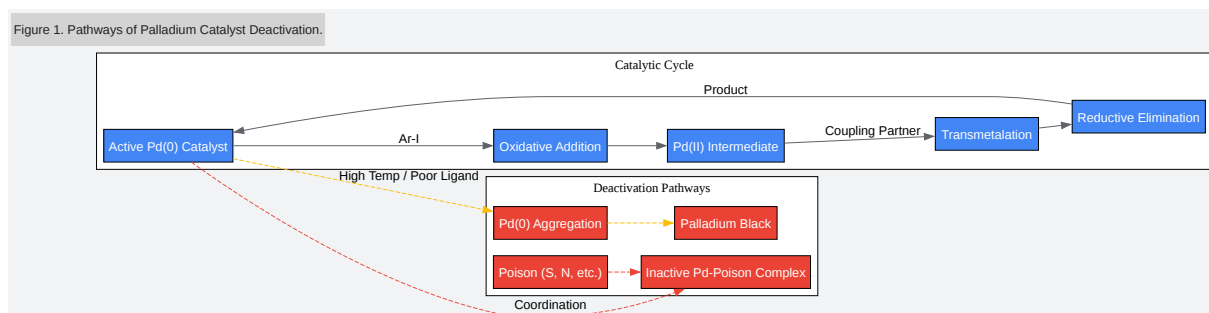 Figure 1. Pathways of Palladium Catalyst Deactivation.
Catalytic Cycle
Product
Reductive Elimination
Coupling Partner
Transmetalation
Ar-I
Active Pd(0) Catalyst
Oxidative Addition
Pd(II) Intermediate
High Temp / Poor Ligand
Deactivation Pathways
Pd(0) Aggregation
Palladium Black
Poison (S, N, etc.)
Inactive Pd-Poison Complex
Coordination